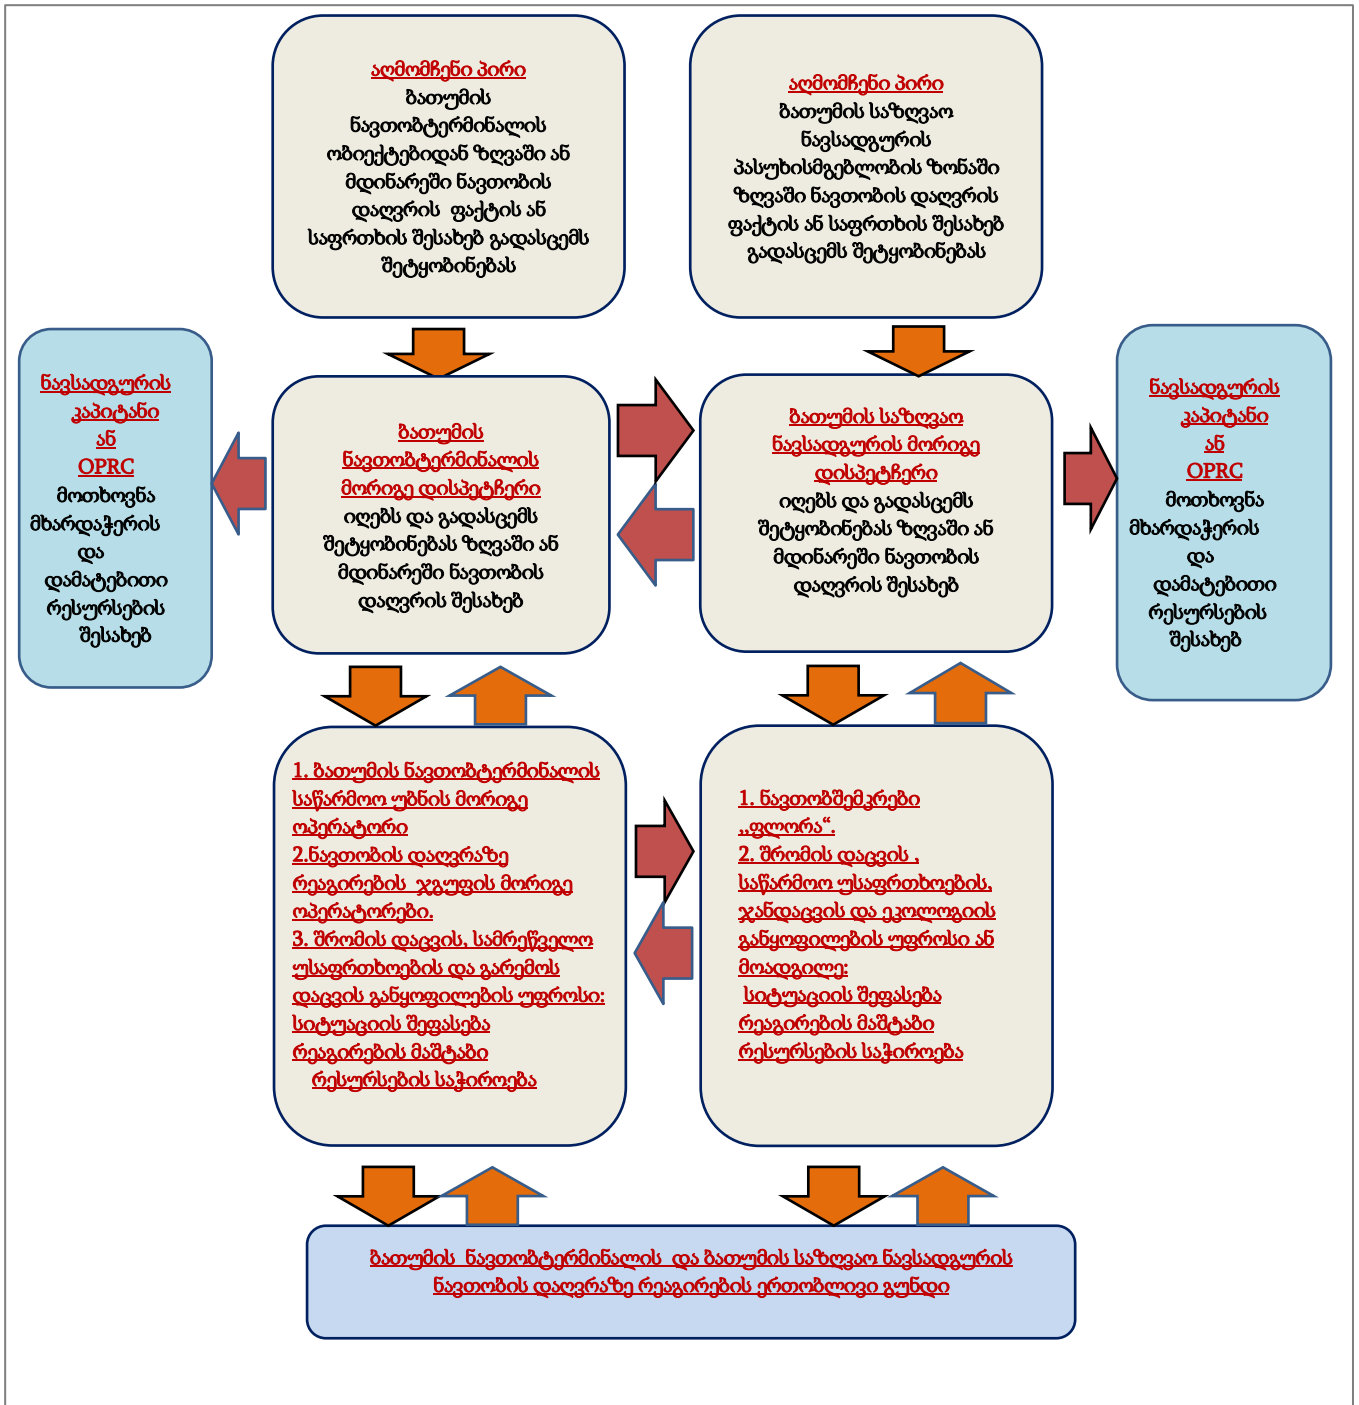 აღმომჩენი პირი
ბათუმის
ნავთობტერმინალის
ობიექტებიდან ზღვაში ან
მდინარეში ნავთობის
დაღვრის ფაქტის ან
საფრთხის შესახებ გადასცემს
შეტყობინებას
აღმომჩენი პირი
ბათუმის საზღვაო
ნავსადგურის
პასუხისმგებლობის ზონაში
ზღვაში ნავთობის დაღვრის
ფაქტის ან საფრთხის შესახებ
გადასცემს შეტყობინებას
ნავსადგურის
კაპიტანი
ან
OPRC
მოთხოვნა
მხარდაჭერის
და
დამატებითი
რესურსების
შესახებ
ბათუმის
ნავთობტერმინალის
მორიგე დისპეტჩერი
იღებს და გადასცემს
შეტყობინებას ზღვაში ან
მდინარეში ნავთობის
დაღვრის შესახებ
ბათუმის საზღვაო
ნავსადგურის მორიგე
დისპეტჩერი
იღებს და გადასცემს
შეტყობინებას ზღვაში ან
მდინარეში ნავთობის
დაღვრის შესახებ
ნავსადგურის
კაპიტანი
ან
OPRC
მოთხოვნა
მხარდაჭერის
და
დამატებითი
რესურსების
შესახებ
1. ბათუმის ნავთობტერმინალის
საწარმოო უბნის მორიგე
ოპერატორი
2.ნავთობის დაღვრაზე
რეაგირების ჯგუფის მორიგე
ოპერატორები.
3. შრომის დაცვის, სამრეწველო
უსაფრთხოების და გარემოს
დაცვის განყოფილების უფროსი:
სიტუაციის შეფასება
რეაგირების მაშტაბი
რესურსების საჭიროება
1. ნავთობშემკრები
„ფლორა“.
2. შრომის დაცვის ,
საწარმოო უსაფრთხოების,
ჯანდაცვის და ეკოლოგიის
განყოფილების უფროსი ან
მოადგილე:
სიტუაციის შეფასება
რეაგირების მაშტაბი
რესურსების საჭიროება
ბათუმის ნავთობტერმინალის და ბათუმის საზღვაო ნავსადგურის
ნავთობის დაღვრაზე რეაგირების ერთობლივი გუნდი